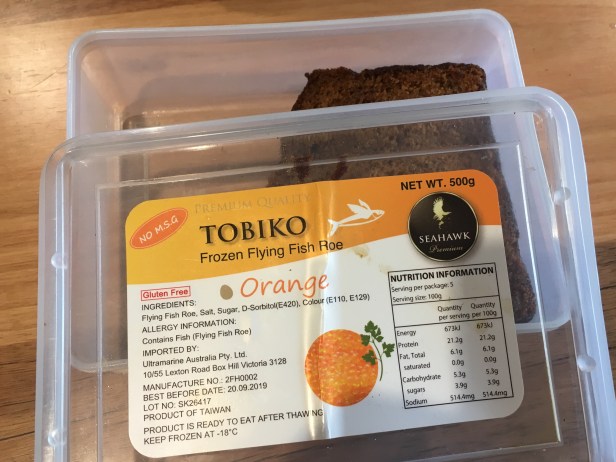 NO M.S.G
PREMIUM QUALITY
NET WT. 500g
TOBIKO
Frozen Flying Fish Roe
SEAHAWK
Premium
Orange
Gluten Free
INGREDIENTS:
Flying Fish Roe, Salt, Sugar, D-Sorbitol(E420), Colour (E110, E129)
ALLERGY INFORMATION:
Contains Fish (Flying Fish Roe)
IMPORTED BY:
Ultramarine Australia Pty. Ltd.
10/55 Lexton Road Box Hill Victoria 3128
MANUFACTURE NO.: 2FH0002
BEST BEFORE DATE: 20.09.2019
LOT NO: SK26417
PRODUCT OF TAIWAN
PRODUCT IS READY TO EAT AFTER THAWING
KEEP FROZEN AT -18°C
NUTRITION INFORMATION
Serving per package: 5
Serving size: 100g
Quantity Quantity
per serving per 100g
Energy 673kJ 673kJ
Protein 21.2g 21.2g
Fat, Total 6.1g 6.1g
saturated 0.0g 0.0g
Carbohydrate 5.3g 5.3g
sugars 3.9g 3.9g
Sodium 514.4mg 514.4mg